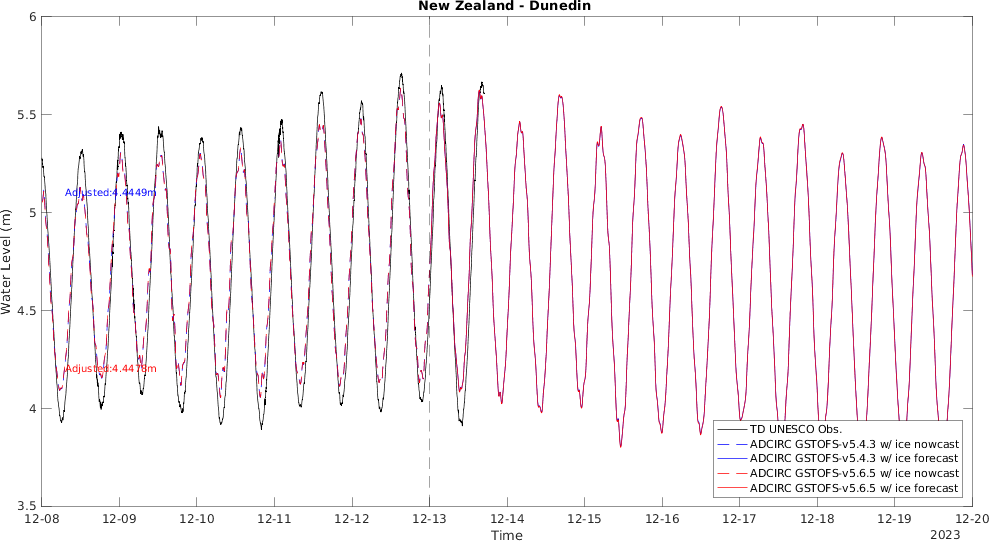 New Zealand - Dunedin
6
5.5
5
4.5
4
3.5
Water Level (m)
Adjusted:4.4449m
Adjusted:4.4478m
TD UNESCO Obs.
ADCIRC GSTOFS-v5.4.3 w/ ice nowcast
ADCIRC GSTOFS-v5.4.3 w/ ice forecast
ADCIRC GSTOFS-v5.6.5 w/ ice nowcast
ADCIRC GSTOFS-v5.6.5 w/ ice forecast
12-08 12-09 12-10 12-11 12-12 12-13 12-14 12-15 12-16 12-17 12-18 12-19 12-20
Time
2023